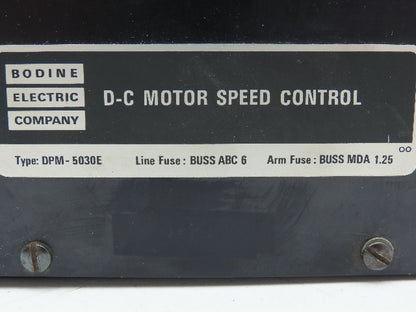 BODINE
ELECTRIC
COMPANY
D-C MOTOR SPEED CONTROL
OO
Type: DPM-5030E Line Fuse: BUSS ABC 6 Arm Fuse: BUSS MDA 1.25